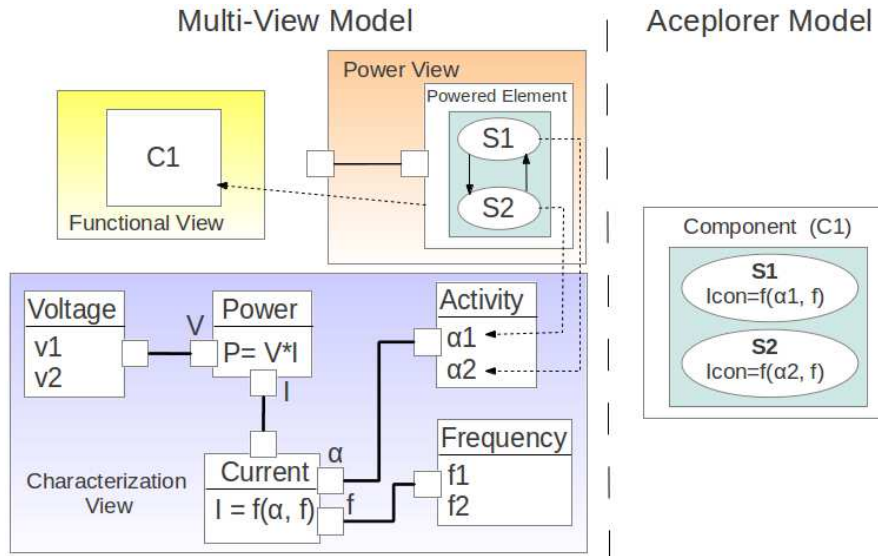 Multi-View Model
Aceplorer Model
Power View
Powered Element
S1
S2
C1
Functional View
Voltage
v1
v2
V
Power
P= V*I
I
Activity
α1
α2
Current
I = f(α, f)
α
f
Frequency
f1
f2
Characterization
View
Component (C1)
S1
Icon=f(α1, f)
S2
Icon=f(α2, f)